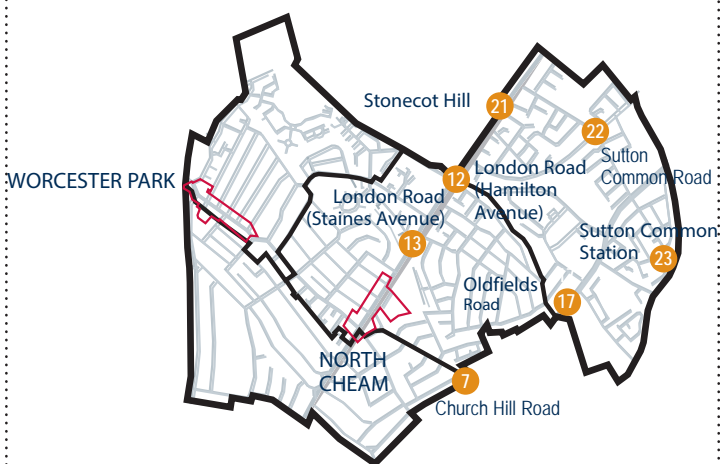 Stonecot Hill
21
22
Sutton
Common Road
WORCESTER PARK
12
London Road
(Hamilton
Avenue)
London Road
(Staines Avenue)
13
Sutton Common
Station
23
Oldfields
Road
17
NORTH
CHEAM
7
Church Hill Road